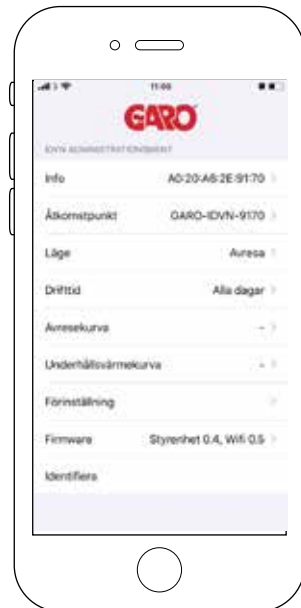 11:00
GARO
IDVN ADMINISTRATIONSENHET
Info A0:20:A6:2E:91:70
Åtkomstpunkt GARO-IDVN-9170
Läge Avresa
Drifttid Alla dagar
Avresekurva -
Underhållsvärmekurva -
Förinställning
Firmware Styrenhet 0.4, Wifi 0.5
Identifiera